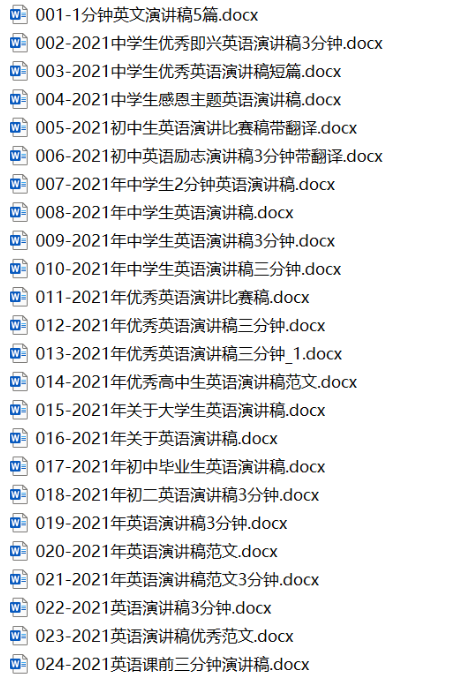 001-1分钟英文演讲稿5篇.docx
002-2021中学生优秀即兴英语演讲稿3分钟.docx
003-2021中学生优秀英语演讲稿短篇.docx
004-2021中学生感恩主题英语演讲稿.docx
005-2021初中生英语演讲比赛稿带翻译.docx
006-2021初中英语励志演讲稿3分钟带翻译.docx
007-2021年中学生2分钟英语演讲稿.docx
008-2021年中学生英语演讲稿.docx
009-2021年中学生英语演讲稿3分钟.docx
010-2021年中学生英语演讲稿三分钟.docx
011-2021年优秀英语演讲比赛稿.docx
012-2021年优秀英语演讲稿三分钟.docx
013-2021年优秀英语演讲稿三分钟_1.docx
014-2021年优秀高中生英语演讲稿范文.docx
015-2021年关于大学生英语演讲稿.docx
016-2021年关于英语演讲稿.docx
017-2021年初中毕业生英语演讲稿.docx
018-2021年初二英语演讲稿3分钟.docx
019-2021年英语演讲稿3分钟.docx
020-2021年英语演讲稿范文.docx
021-2021年英语演讲稿范文3分钟.docx
022-2021英语演讲稿3分钟.docx
023-2021英语演讲稿优秀范文.docx
024-2021英语课前三分钟演讲稿.docx